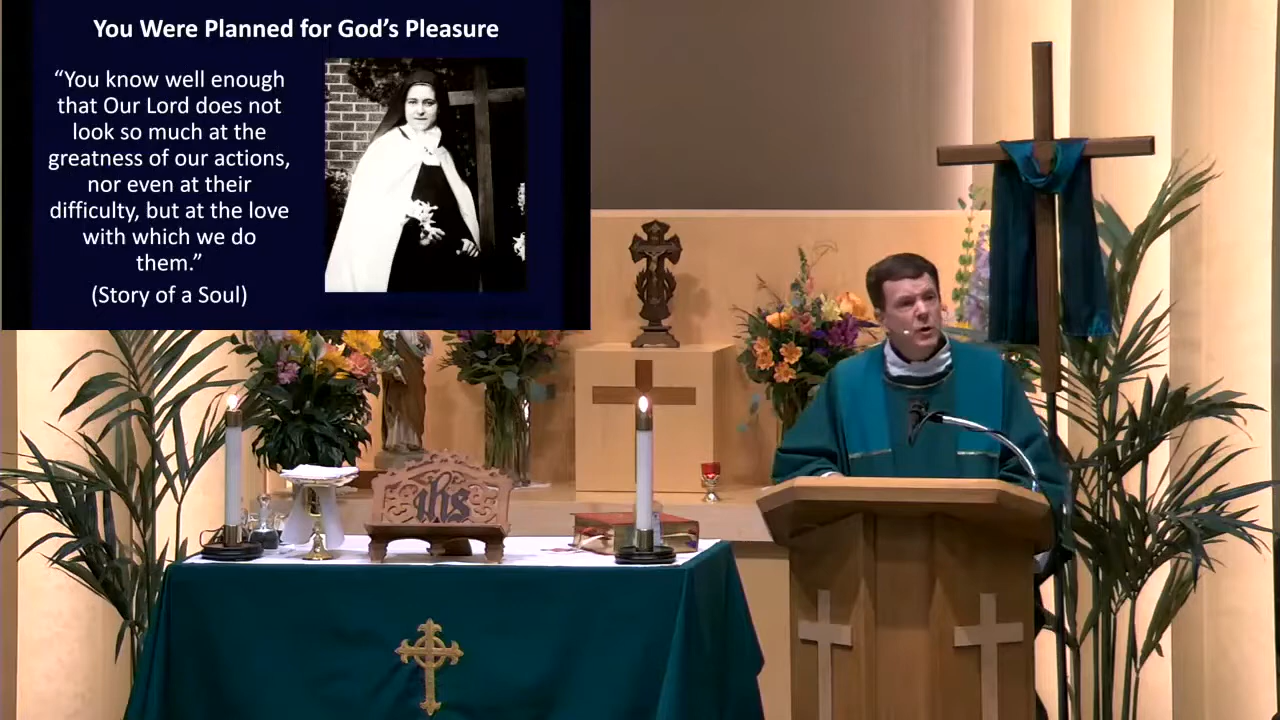 You Were Planned for God’s Pleasure
“You know well enough
that Our Lord does not
look so much at the
greatness of our actions,
nor even at their
difficulty, but at the love
with which we do
them.”
(Story of a Soul)
ihs